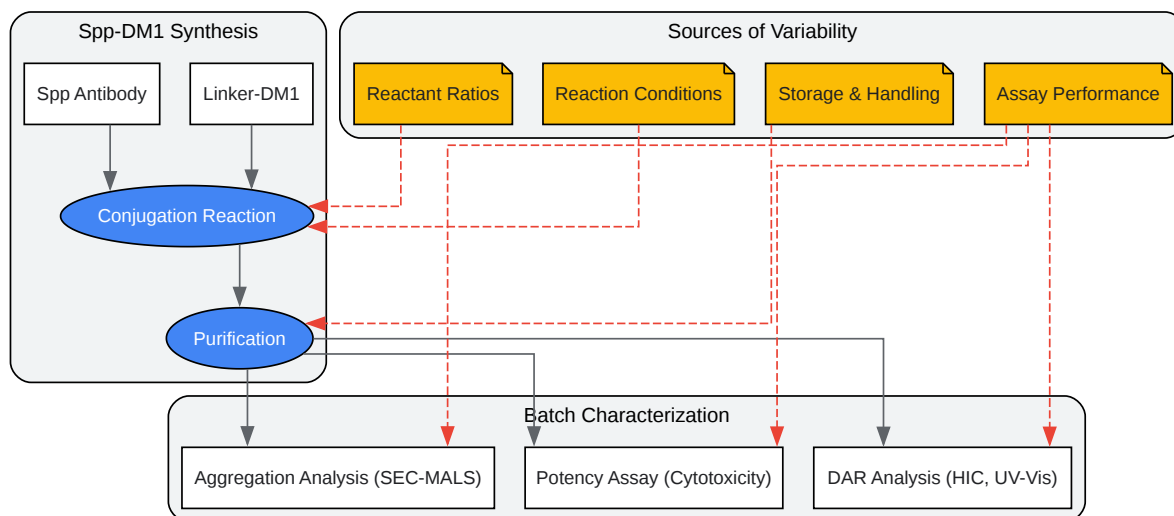 Spp-DM1 Synthesis
Sources of Variability
Spp Antibody
Linker-DM1
Reactant Ratios
Reaction Conditions
Storage & Handling
Assay Performance
Conjugation Reaction
Purification
Batch Characterization
Aggregation Analysis (SEC-MALS)
Potency Assay (Cytotoxicity)
DAR Analysis (HIC, UV-Vis)